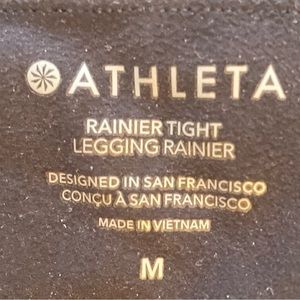 ATHLETA
RAINIER TIGHT
LEGGING RAINIER
DESIGNED IN SAN FRANCISCO
CONÇU À SAN FRANCISCO
MADE IN VIETNAM
M